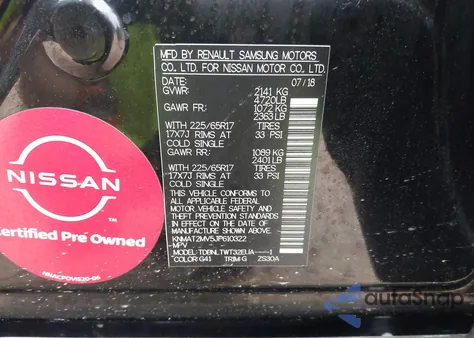 MFD BY RENAULT SAMSUNG MOTORS
CO., LTD. FOR NISSAN MOTOR CO., LTD.
DATE: 07/18
GVWR: 2141 KG
4720LB
GAWR FR: 1072 KG
2363LB
WITH 225/65R17 TIRES
17X7J RIMS AT 33 PSI
COLD SINGLE
GAWR RR: 1089 KG
2401LB
WITH 225/65R17 TIRES
17X7J RIMS AT 33 PSI
COLD SINGLE
THIS VEHICLE CONFORMS TO
ALL APPLICABLE FEDERAL
MOTOR VEHICLE SAFETY AND
THEFT PREVENTION STANDARDS
IN EFFECT ON THE DATE OF
MANUFACTURE SHOWN ABOVE.
KNMAT2MV5JP610322
MPV
COLOR: G41 TRIM: G ZS30A
NISSAN
Certified Pre Owned
autoSnap